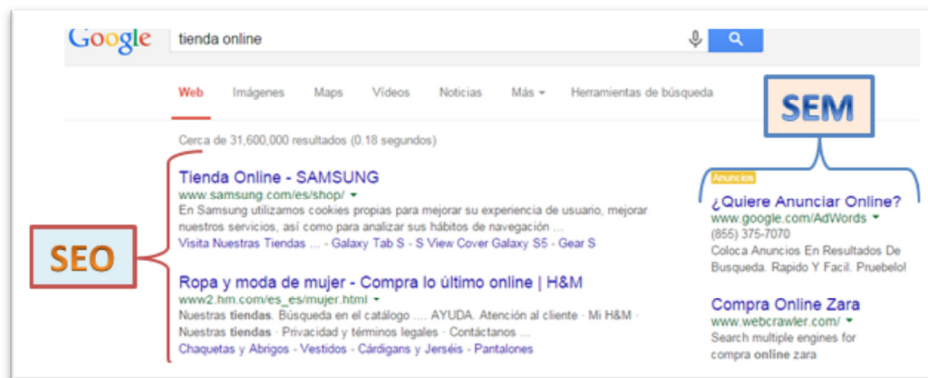 Google
tienda online
Web Imágenes Maps Vídeos Noticias Más Herramientas de búsqueda
Cerca de 31,600,000 resultados (0.18 segundos)
SEO
Tienda Online - SAMSUNG
www.samsung.com/es/shop/
En Samsung utilizamos cookies propias para mejorar su experiencia de usuario, mejorar
nuestros servicios, así como para analizar sus hábitos de navegación ...
Visita Nuestras Tiendas ... - Galaxy Tab S - S View Cover Galaxy S5 - Gear S
Ropa y moda de mujer - Compra lo último online | H&M
www2.hm.com/es_es/mujer.html
Nuestras tiendas. Búsqueda en el catálogo .... AYUDA. Atención al cliente · Mi H&M ·
Nuestras tiendas · Privacidad y términos legales · Contáctanos ...
Chaquetas y Abrigos - Vestidos - Cárdigans y Jerséis - Pantalones
SEM
Anuncios
¿Quiere Anunciar Online?
www.google.com/AdWords
(855) 375-7070
Coloca Anuncios En Resultados De
Busqueda. Rapido Y Facil. Pruebelo!
Compra Online Zara
www.webcrawler.com/
Search multiple engines for
compra online zara